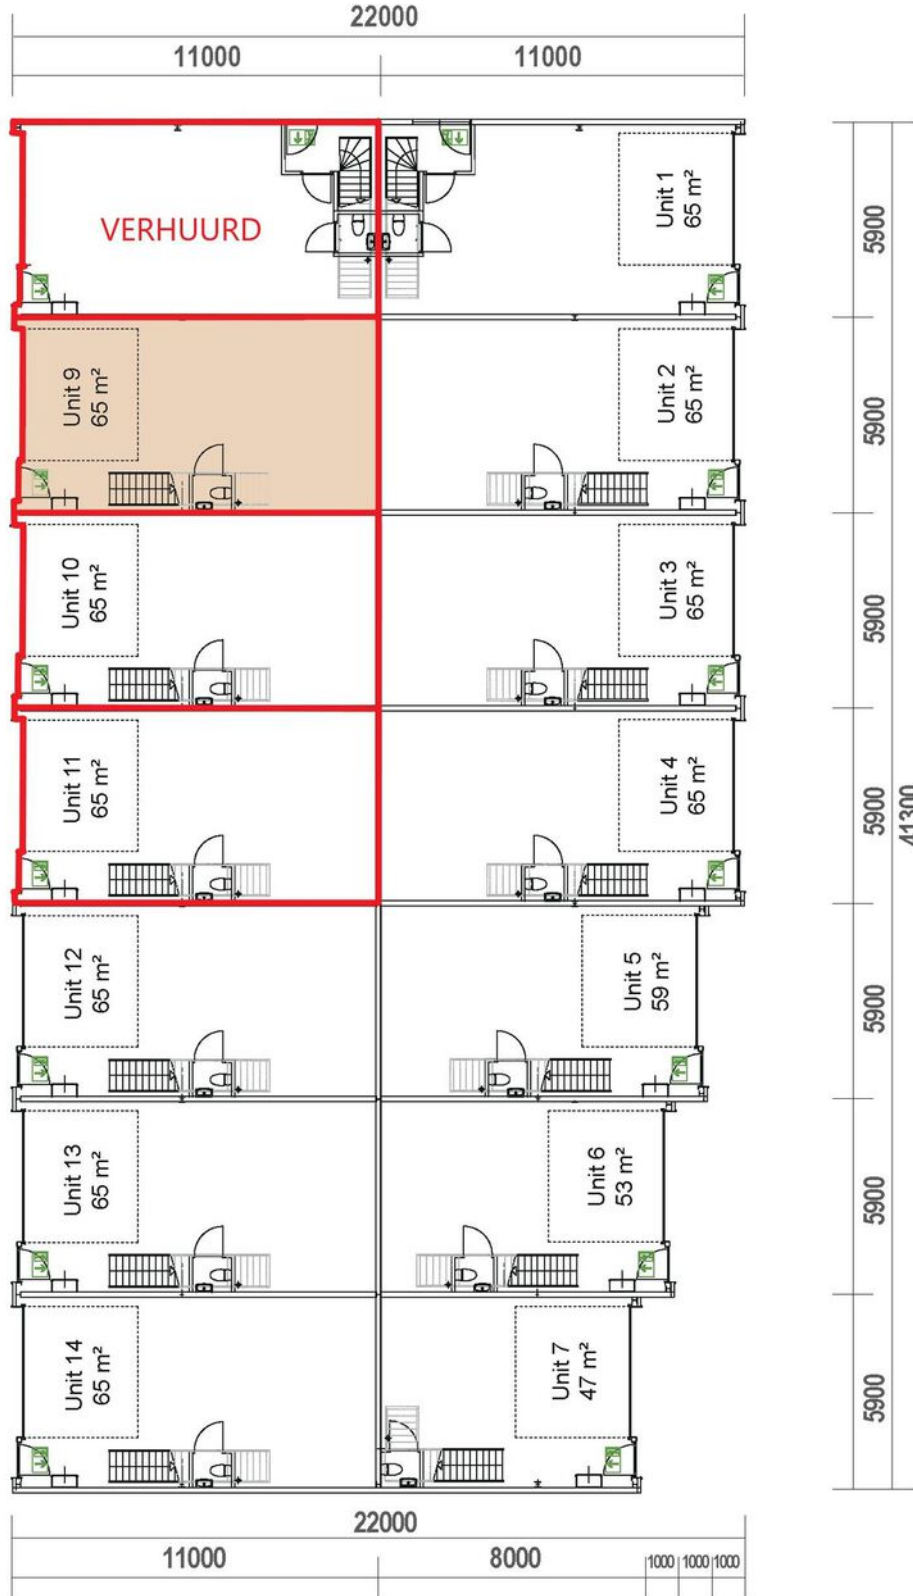 22000
11000
11000
VERHUURD
Unit 1
65 m²
5900
Unit 9
65 m²
Unit 2
65 m²
5900
Unit 10
65 m²
Unit 3
65 m²
5900
Unit 11
65 m²
Unit 4
65 m²
5900
41300
Unit 12
65 m²
Unit 5
59 m²
5900
Unit 13
65 m²
Unit 6
53 m²
5900
Unit 14
65 m²
Unit 7
47 m²
5900
22000
11000
8000
1000
1000
1000